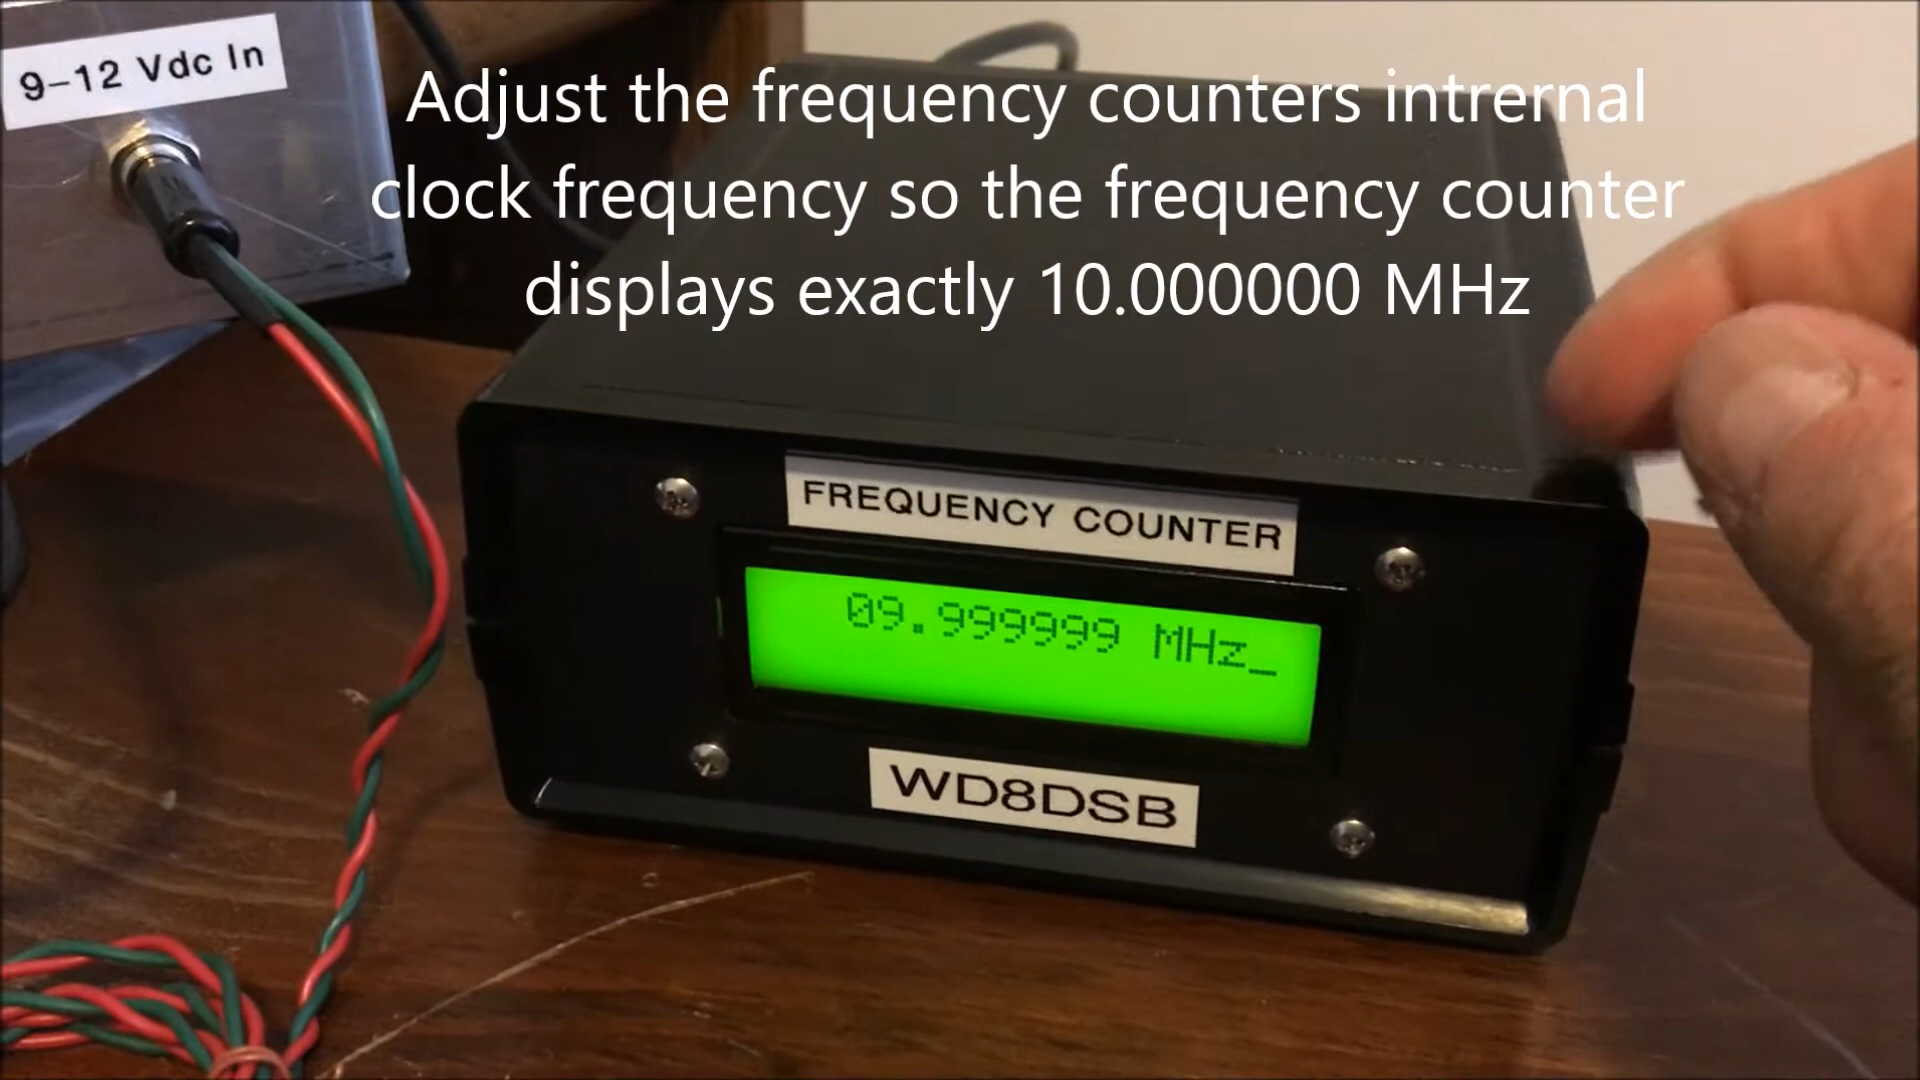 9-12 Vdc In
Adjust the frequency counters intrernal
clock frequency so the frequency counter
displays exactly 10.000000 MHz
FREQUENCY COUNTER
09.999999 MHz_
WD8DSB